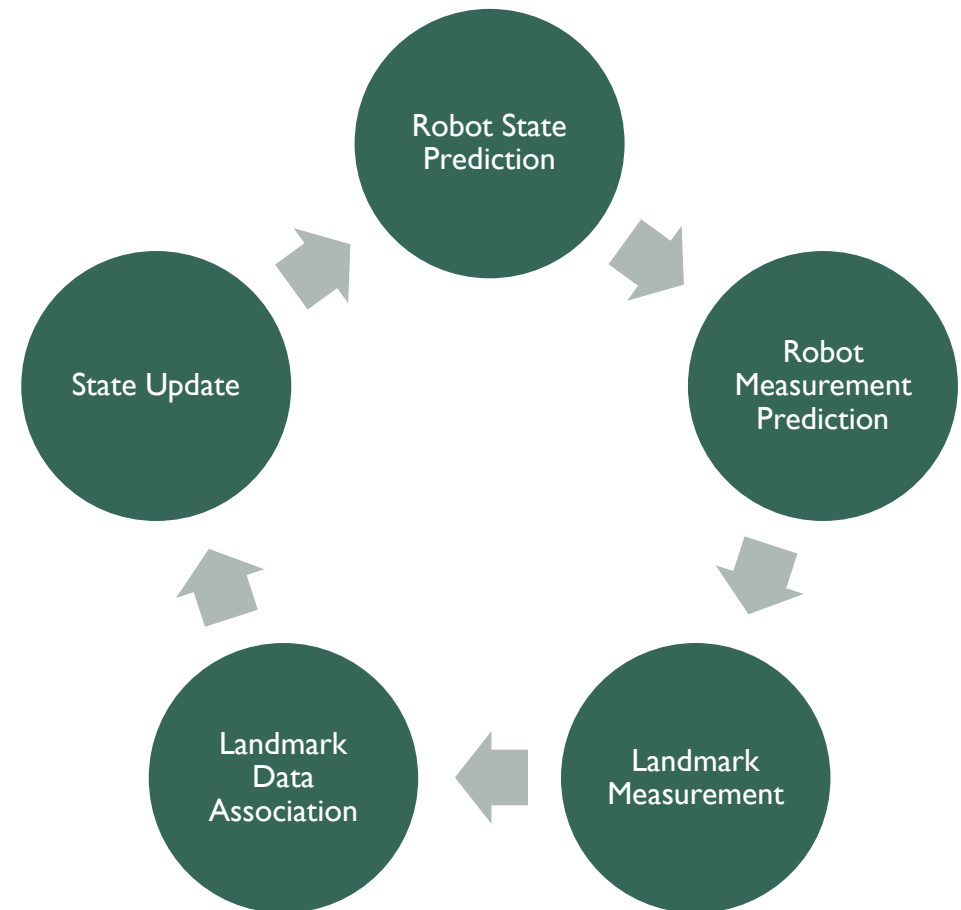 Robot State
Prediction
Robot
Measurement
Prediction
Landmark
Measurement
Landmark
Data
Association
State Update